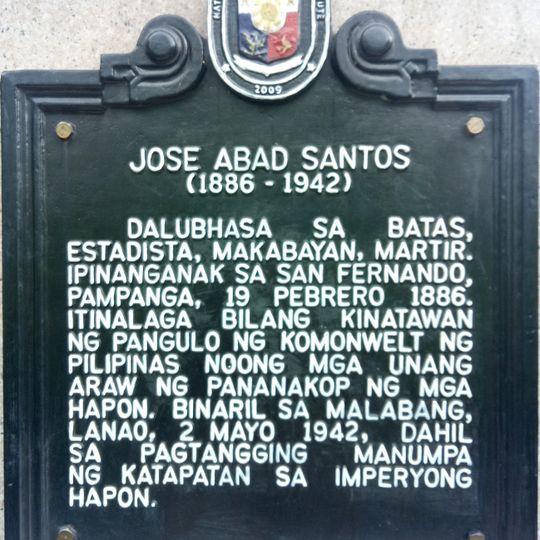 2009
JOSE ABAD SANTOS
(1886 - 1942)
DALUBHASA SA BATAS,
ESTADISTA, MAKABAYAN, MARTIR.
IPINANGANAK SA SAN FERNANDO,
PAMPANGA, 19 PEBRERO 1886.
ITINALAGA BILANG KINATAWAN
NG PANGULO NG KOMONWELT NG
PILIPINAS NOONG MGA UNANG
ARAW NG PANANAKOP NG MGA
HAPON. BINARIL SA MALABANG,
LANAO, 2 MAYO 1942, DAHIL
SA PAGTANGGING MANUMPA
NG KATAPATAN SA IMPERYONG
HAPON.